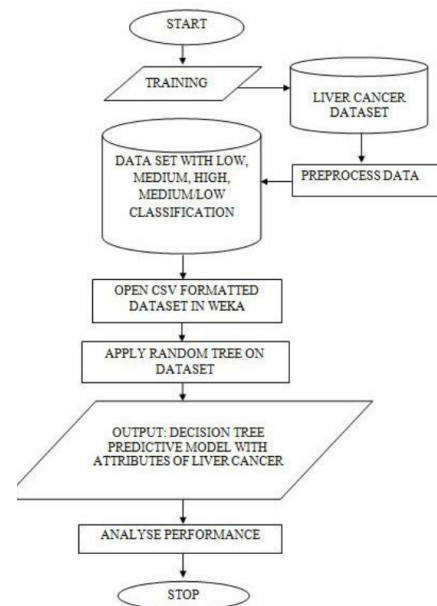 START
TRAINING
LIVER CANCER
DATASET
PREPROCESS DATA
DATA SET WITH LOW,
MEDIUM, HIGH,
MEDIUM/LOW
CLASSIFICATION
OPEN CSV FORMATTED
DATASET IN WEKA
APPLY RANDOM TREE ON
DATASET
OUTPUT: DECISION TREE
PREDICTIVE MODEL WITH
ATTRIBUTES OF LIVER CANCER
ANALYSE PERFORMANCE
STOP